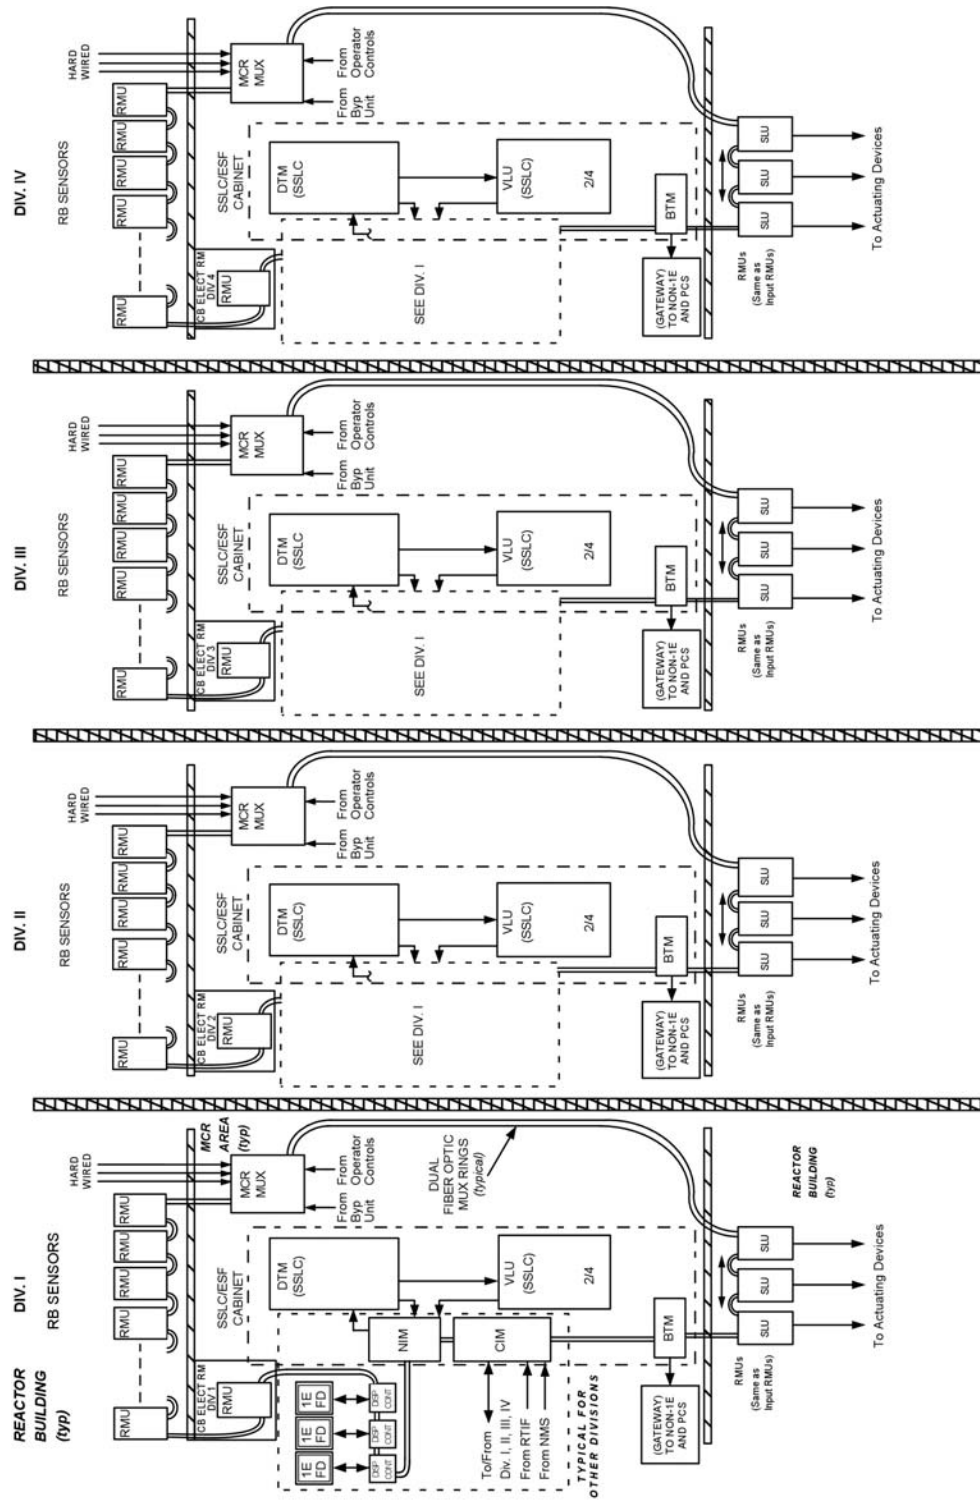 REACTOR
BUILDING
(typ)
DIV. I
RB SENSORS
RMU
RMU
RMU
RMU
RMU
HARD
WIRED
CB ELECT RM
DIV 1
RMU
MCR
AREA
(typ)
SSLC/ESF
CABINET
MCR
MUX
From
Byp
Unit
From
Operator
Controls
1E
FD
1E
FD
1E
FD
DISP
CONT
DISP
CONT
DISP
CONT
NIM
DTM
(SSLC)
CIM
VLU
(SSLC)
2/4
To/From
Div. I, II, III, IV
From RTIF
From NMS
TYPICAL FOR
OTHER DIVISIONS
DUAL
FIBER OPTIC
MUX RINGS
(typical)
(GATEWAY)
TO NON-1E
AND PCS
BTM
RMUs
(Same as
Input RMUs)
SLU
SLU
SLU
REACTOR
BUILDING
(typ)
To Actuating Devices
DIV. II
RB SENSORS
RMU
RMU
RMU
RMU
RMU
HARD
WIRED
CB ELECT RM
DIV 2
RMU
SSLC/ESF
CABINET
MCR
MUX
From
Byp
Unit
From
Operator
Controls
DTM
(SSLC)
SEE DIV. I
VLU
(SSLC)
2/4
(GATEWAY)
TO NON-1E
AND PCS
BTM
RMUs
(Same as
Input RMUs)
SLU
SLU
SLU
To Actuating Devices
DIV. III
RB SENSORS
RMU
RMU
RMU
RMU
RMU
HARD
WIRED
CB ELECT RM
DIV 3
RMU
SSLC/ESF
CABINET
MCR
MUX
From
Byp
Unit
From
Operator
Controls
DTM
(SSLC)
SEE DIV. I
VLU
(SSLC)
2/4
(GATEWAY)
TO NON-1E
AND PCS
BTM
RMUs
(Same as
Input RMUs)
SLU
SLU
SLU
To Actuating Devices
DIV. IV
RB SENSORS
RMU
RMU
RMU
RMU
RMU
HARD
WIRED
CB ELECT RM
DIV 4
RMU
SSLC/ESF
CABINET
MCR
MUX
From
Byp
Unit
From
Operator
Controls
DTM
(SSLC)
SEE DIV. I
VLU
(SSLC)
2/4
(GATEWAY)
TO NON-1E
AND PCS
BTM
RMUs
(Same as
Input RMUs)
SLU
SLU
SLU
To Actuating Devices